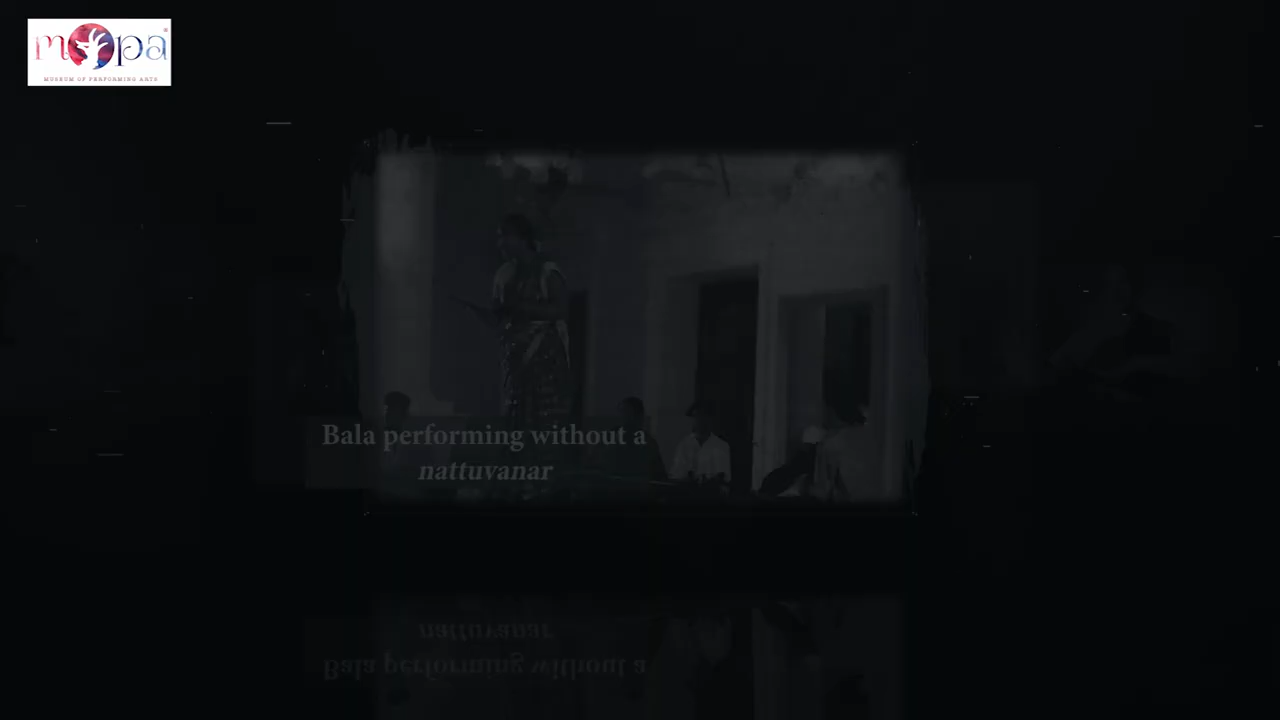 mopa
MUSEUM OF PERFORMING ARTS
Bala performing without a
nattuvanar